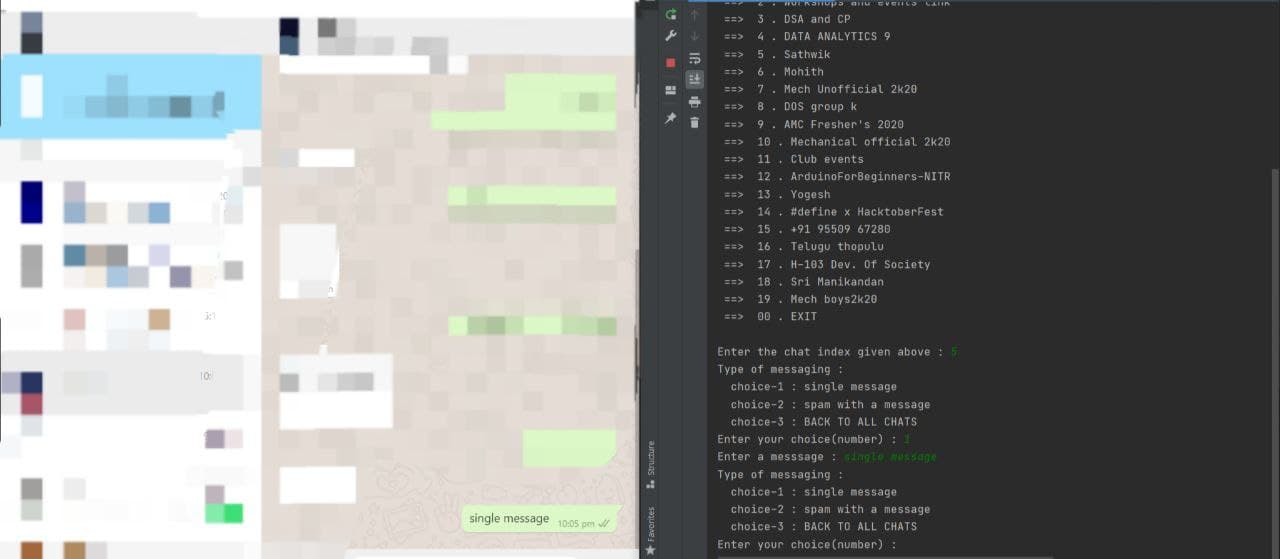 single message 10:05 pm
==> 2 . Workshops and events link
==> 3 . DSA and CP
==> 4 . DATA ANALYTICS 9
==> 5 . Sathwik
==> 6 . Mohith
==> 7 . Mech Unofficial 2k20
==> 8 . DOS group k
==> 9 . AMC Fresher's 2020
==> 10 . Mechanical official 2k20
==> 11 . Club events
==> 12 . ArduinoForBeginners-NITR
==> 13 . Yogesh
==> 14 . #define x HacktoberFest
==> 15 . +91 95509 67280
==> 16 . Telugu thopulu
==> 17 . H-103 Dev. Of Society
==> 18 . Sri Manikandan
==> 19 . Mech boys2k20
==> 00 . EXIT
Enter the chat index given above : 5
Type of messaging :
choice-1 : single message
choice-2 : spam with a message
choice-3 : BACK TO ALL CHATS
Enter your choice(number) : 1
Enter a messsage : single message
Type of messaging :
choice-1 : single message
choice-2 : spam with a message
choice-3 : BACK TO ALL CHATS
Enter your choice(number) :
Structure
Favorites